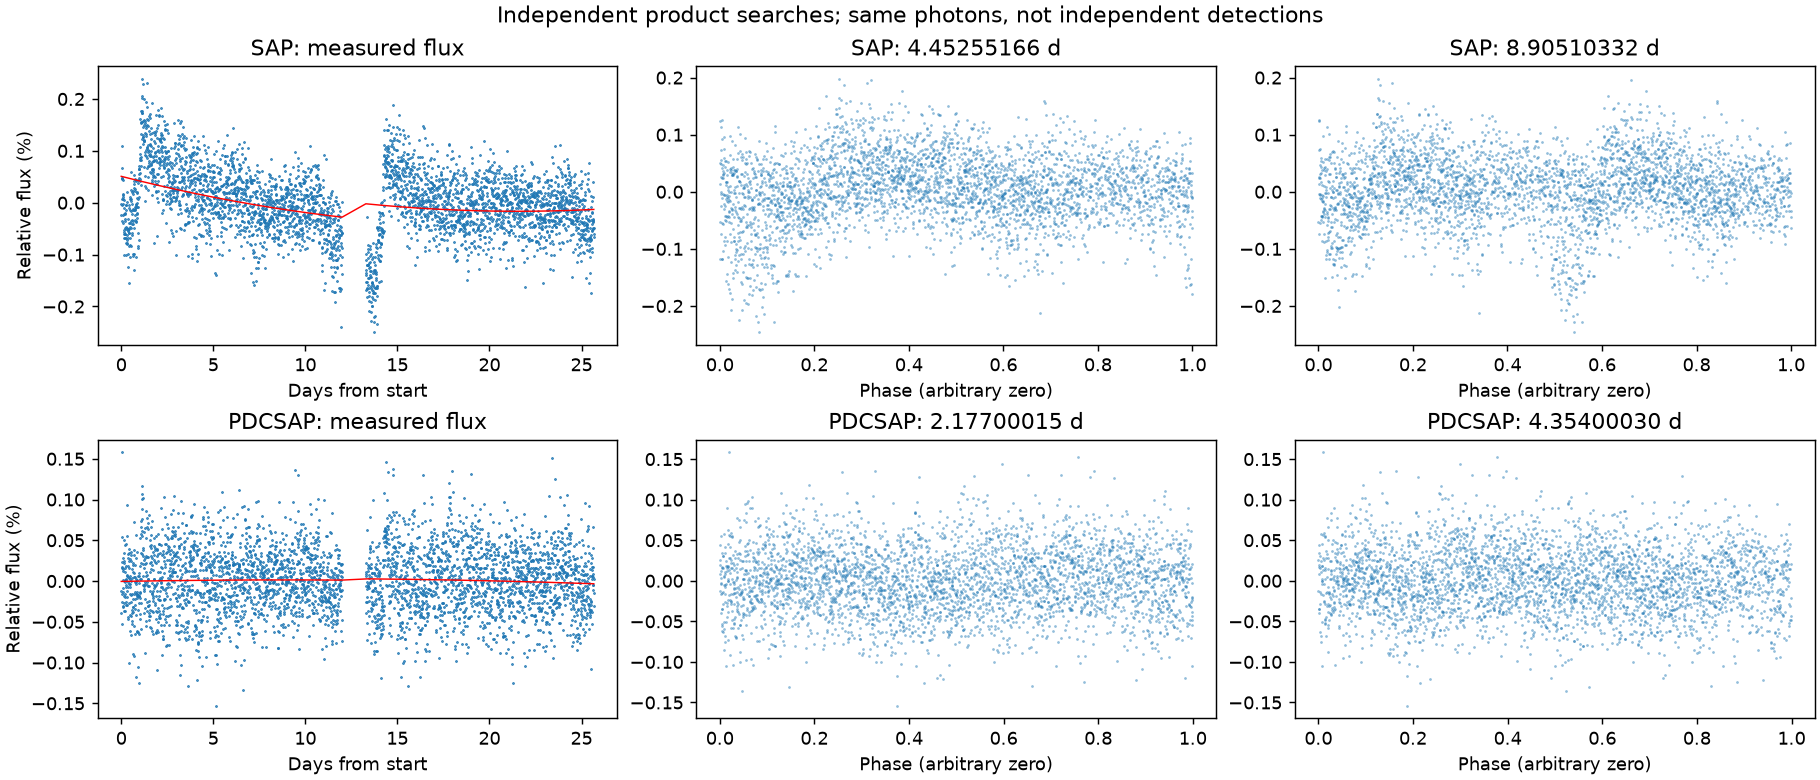 Independent product searches; same photons, not independent detections
SAP: measured flux
SAP: 4.45255166 d
SAP: 8.90510332 d
Relative flux (%)
0.2
0.1
0.0
−0.1
−0.2
0 5 10 15 20 25
Days from start
0.2
0.1
0.0
−0.1
−0.2
0.0 0.2 0.4 0.6 0.8 1.0
Phase (arbitrary zero)
0.2
0.1
0.0
−0.1
−0.2
0.0 0.2 0.4 0.6 0.8 1.0
Phase (arbitrary zero)
PDCSAP: measured flux
PDCSAP: 2.17700015 d
PDCSAP: 4.35400030 d
Relative flux (%)
0.15
0.10
0.05
0.00
−0.05
−0.10
−0.15
0 5 10 15 20 25
Days from start
0.15
0.10
0.05
0.00
−0.05
−0.10
−0.15
0.0 0.2 0.4 0.6 0.8 1.0
Phase (arbitrary zero)
0.15
0.10
0.05
0.00
−0.05
−0.10
−0.15
0.0 0.2 0.4 0.6 0.8 1.0
Phase (arbitrary zero)